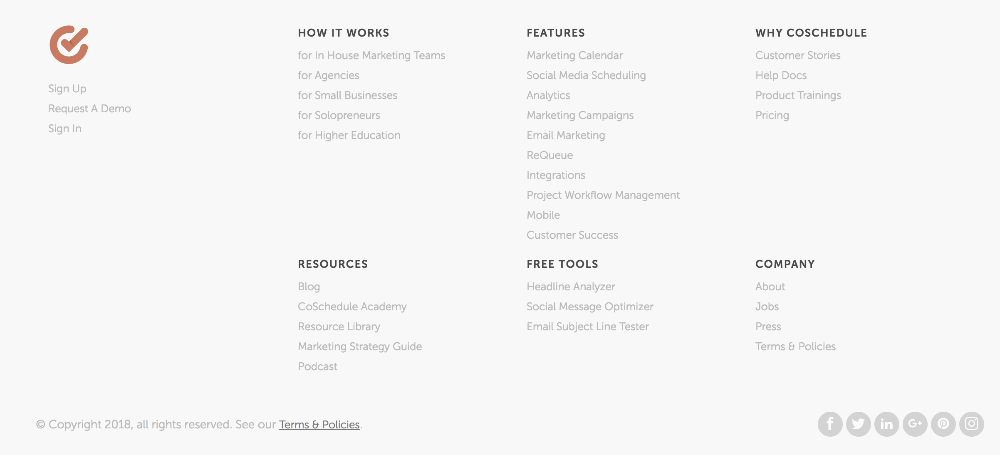 Sign Up
Request A Demo
Sign In
HOW IT WORKS
for In House Marketing Teams
for Agencies
for Small Businesses
for Solopreneurs
for Higher Education
FEATURES
Marketing Calendar
Social Media Scheduling
Analytics
Marketing Campaigns
Email Marketing
ReQueue
Integrations
Project Workflow Management
Mobile
Customer Success
WHY COSCHEDULE
Customer Stories
Help Docs
Product Trainings
Pricing
RESOURCES
Blog
CoSchedule Academy
Resource Library
Marketing Strategy Guide
Podcast
FREE TOOLS
Headline Analyzer
Social Message Optimizer
Email Subject Line Tester
COMPANY
About
Jobs
Press
Terms & Policies
© Copyright 2018, all rights reserved. See our Terms & Policies.